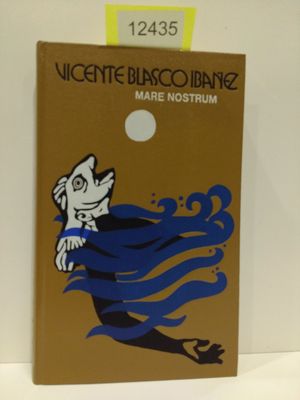 12435
VICENTE BLASCO IBAÑEZ
MARE NOSTRUM